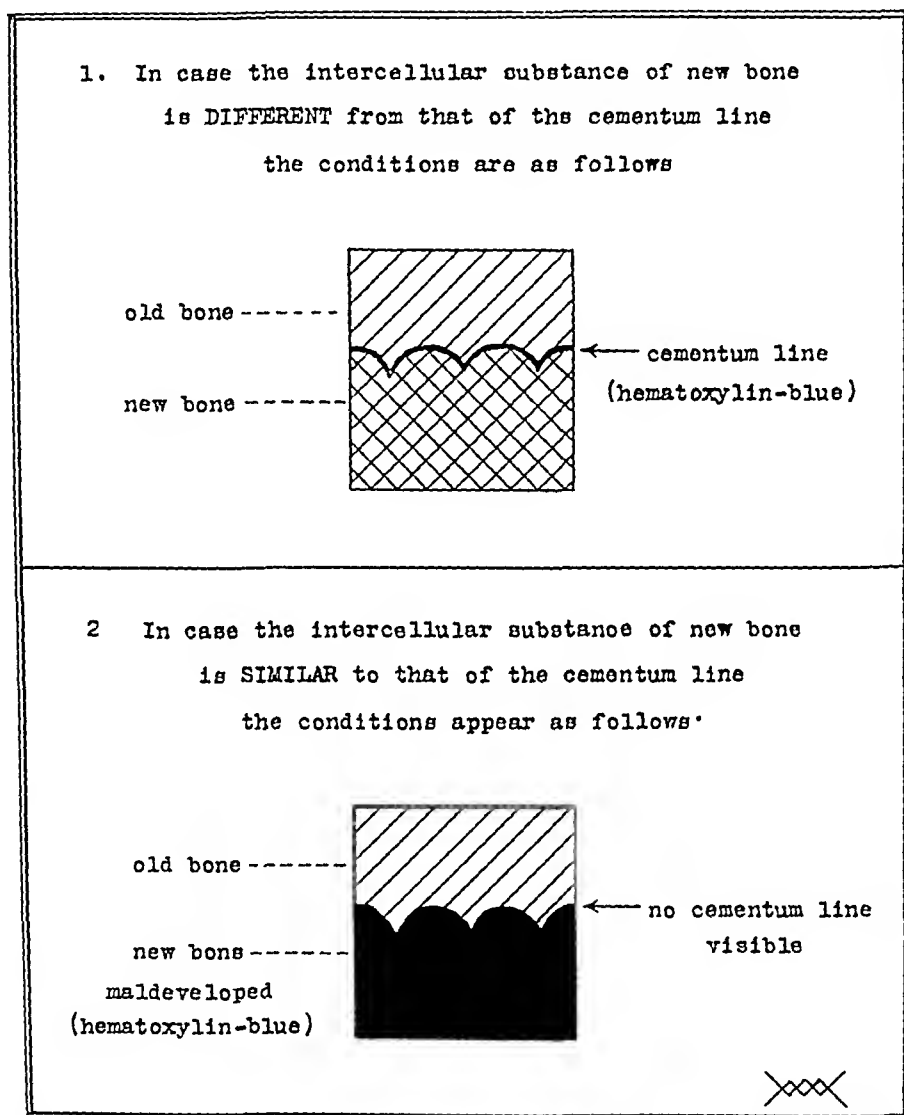 1. In case the intercellular substance of new bone
is DIFFERENT from that of ths cementum line
the conditions are as follows
old bone
cementum line
(hematoxylin-blue)
new bone
2 In case the intercellular substance of new bone
is SIMILAR to that of the cementum line
the conditions appear as follows·
old bone
no cementum line
visible
new bone
maldeveloped
(hematoxylin-blue)